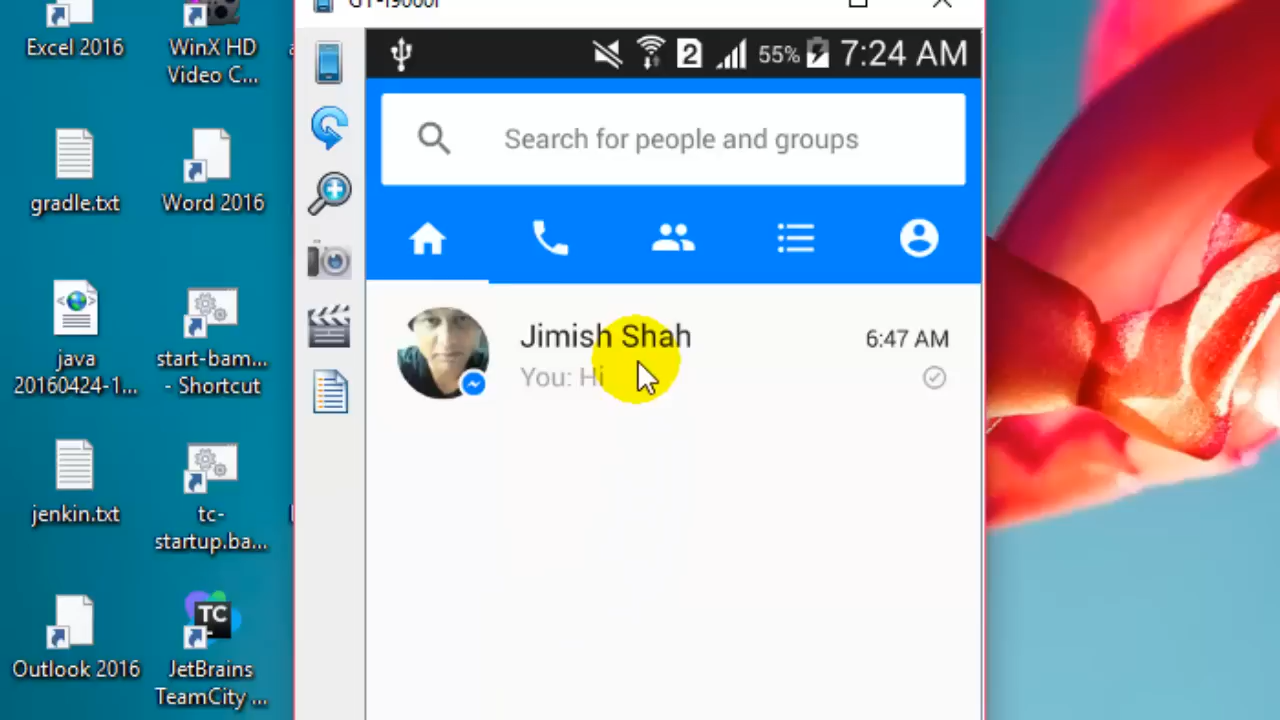 Excel 2016
WinX HD
Video C...
gradle.txt
Word 2016
java
20160424-1...
start-bam...
- Shortcut
jenkin.txt
tc-
startup.ba...
Outlook 2016
TC
JetBrains
TeamCity ...
2
55%
7:24 AM
Search for people and groups
Jimish Shah
6:47 AM
You: Hi